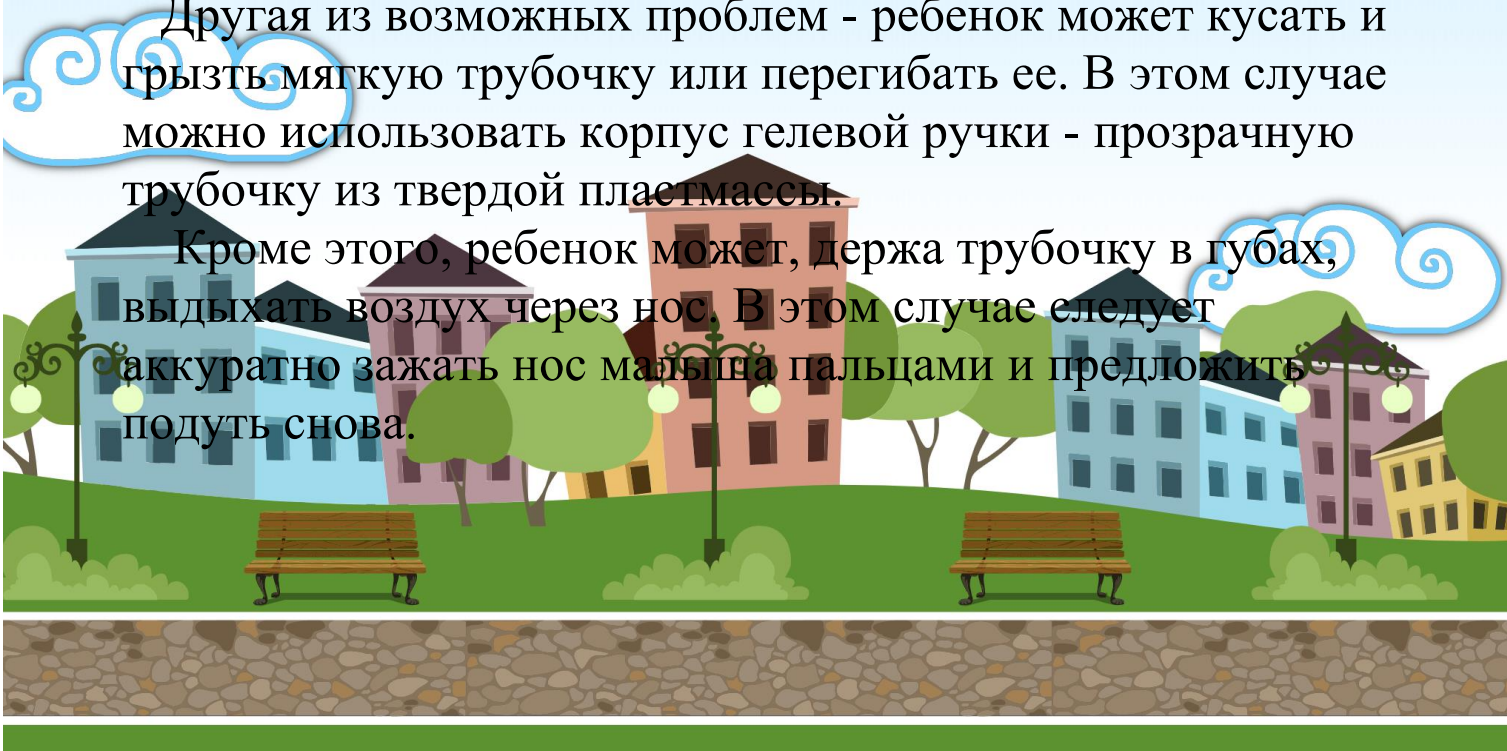 Другая из возможных проблем - ребенок может кусать и
грызть мягкую трубочку или перегибать ее. В этом случае
можно использовать корпус гелевой ручки - прозрачную
трубочку из твердой пластмассы.
Кроме этого, ребенок может, держа трубочку в губах,
выдыхать воздух через нос. В этом случае следует
аккуратно зажать нос малыша пальцами и предложить
подуть снова.